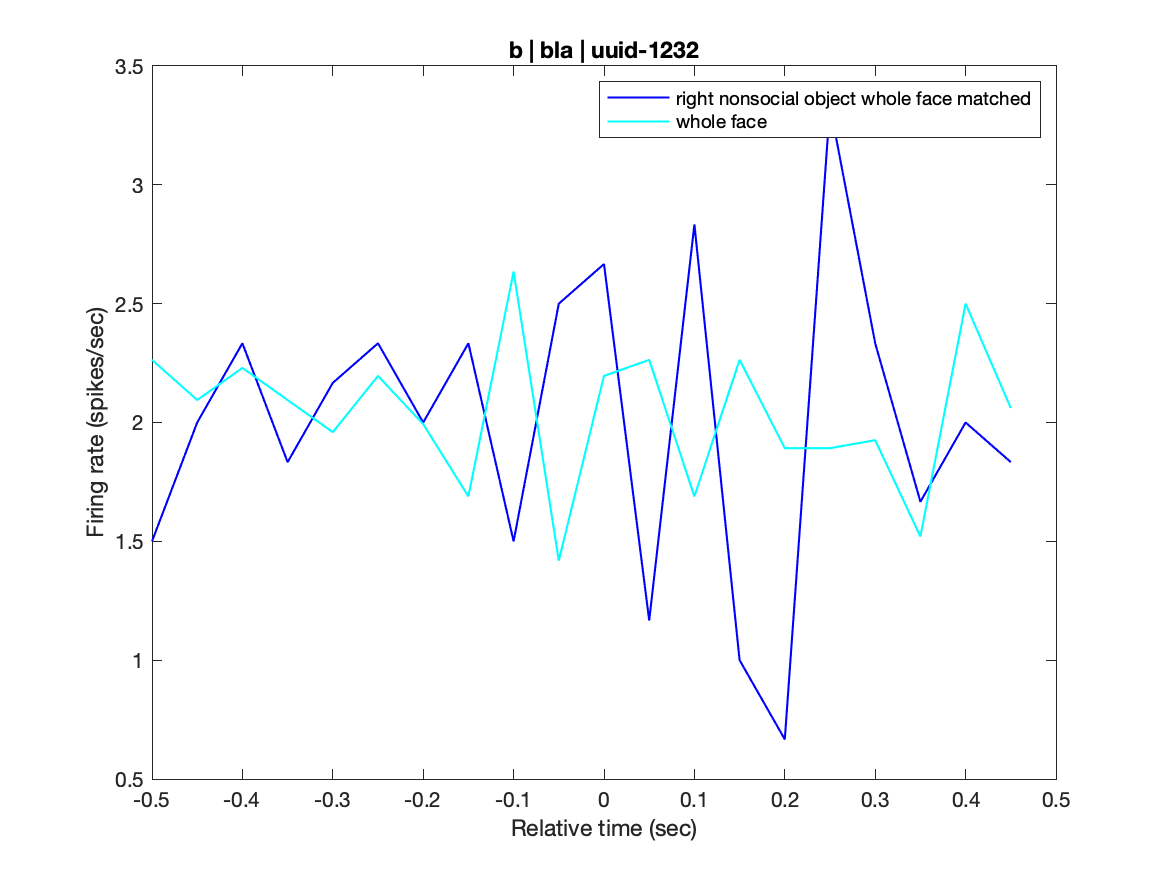 b | bla | uuid-1232
3.5
right nonsocial object whole face matched
whole face
3
2.5
2
1.5
1
0.5
Firing rate (spikes/sec)
-0.5 -0.4 -0.3 -0.2 -0.1 0 0.1 0.2 0.3 0.4 0.5
Relative time (sec)